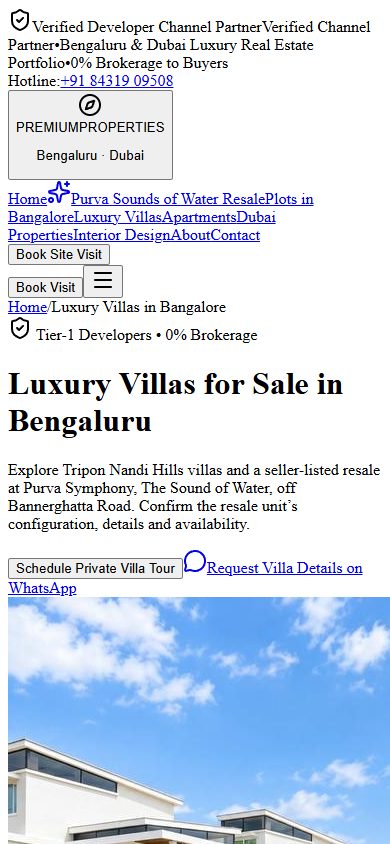 Verified Developer Channel PartnerVerified Channel
Partner•Bengaluru & Dubai Luxury Real Estate
Portfolio•0% Brokerage to Buyers
Hotline:+91 84319 09508
PREMIUMPROPERTIES
Bengaluru · Dubai
HomePurva Sounds of Water ResalePlots in
BangaloreLuxury VillasApartmentsDubai
PropertiesInterior DesignAboutContact
Book Site Visit
Book Visit
Home/Luxury Villas in Bangalore
Tier-1 Developers • 0% Brokerage
Luxury Villas for Sale in
Bengaluru
Explore Tripon Nandi Hills villas and a seller-listed resale
at Purva Symphony, The Sound of Water, off
Bannerghatta Road. Confirm the resale unit’s
configuration, details and availability.
Schedule Private Villa TourRequest Villa Details on
WhatsApp